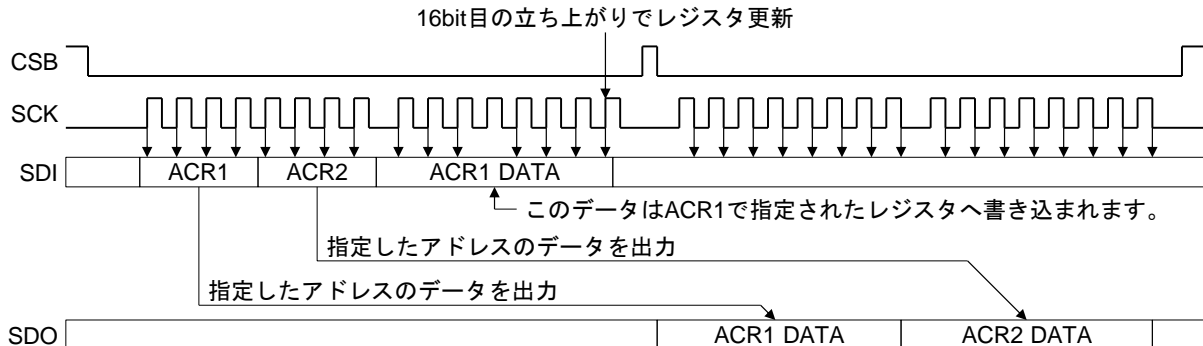 16bit目の立ち上がりでレジスタ更新
CSB
SCK
SDI ACR1 ACR2 ACR1 DATA
このデータはACR1で指定されたレジスタへ書き込まれます。
指定したアドレスのデータを出力
指定したアドレスのデータを出力
SDO ACR1 DATA ACR2 DATA